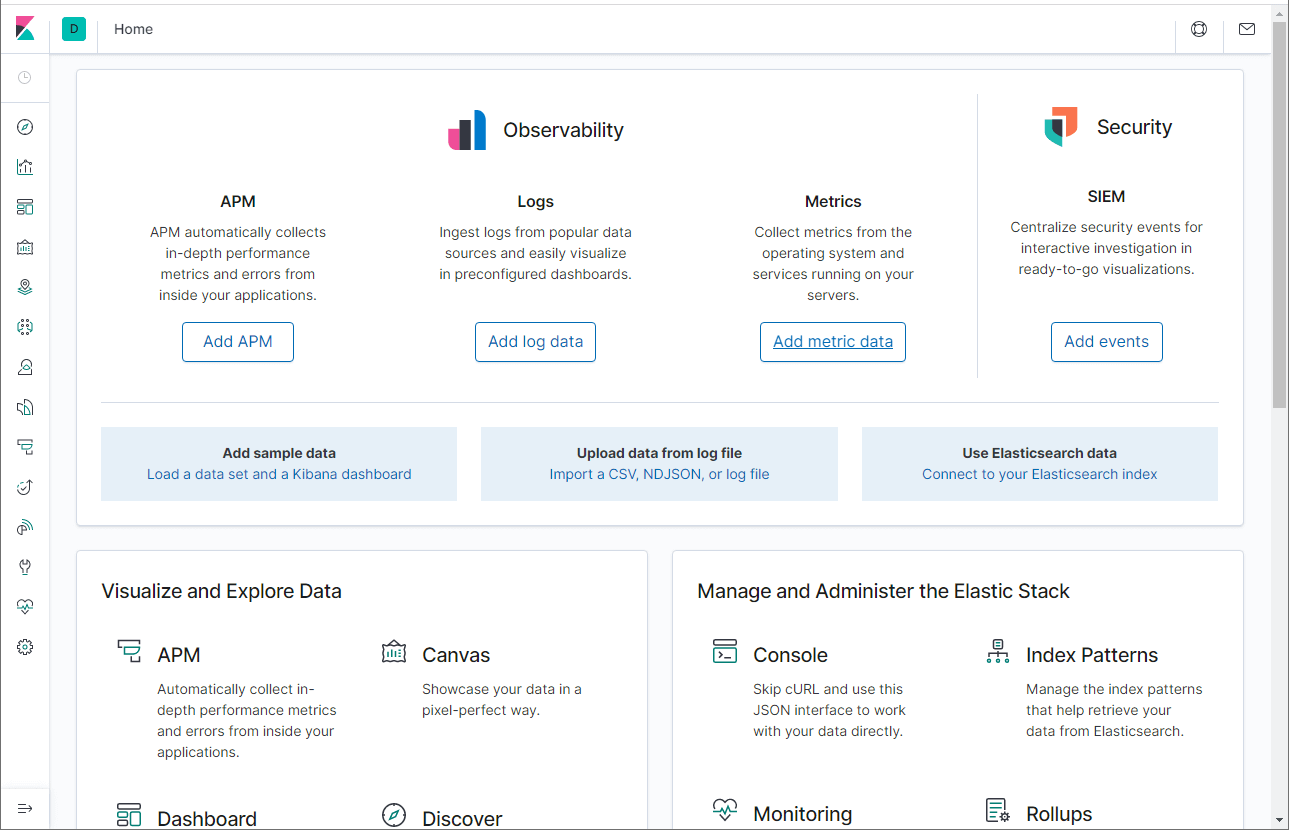 D
Home
Observability
Security
APM
APM automatically collects
in-depth performance
metrics and errors from
inside your applications.
Add APM
Logs
Ingest logs from popular data
sources and easily visualize
in preconfigured dashboards.
Add log data
Metrics
Collect metrics from the
operating system and
services running on your
servers.
Add metric data
SIEM
Centralize security events for
interactive investigation in
ready-to-go visualizations.
Add events
Add sample data
Load a data set and a Kibana dashboard
Upload data from log file
Import a CSV, NDJSON, or log file
Use Elasticsearch data
Connect to your Elasticsearch index
Visualize and Explore Data
APM
Automatically collect in-
depth performance metrics
and errors from inside your
applications.
Canvas
Showcase your data in a
pixel-perfect way.
Dashboard
Discover
Manage and Administer the Elastic Stack
Console
Skip cURL and use this
JSON interface to work
with your data directly.
Index Patterns
Manage the index patterns
that help retrieve your
data from Elasticsearch.
Monitoring
Rollups